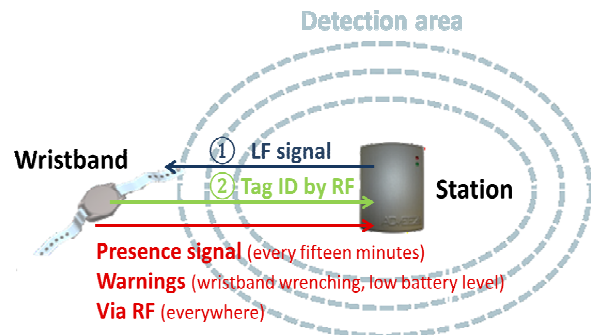 Detection area
① LF signal
Wristband
② Tag ID by RF
Station
Presence signal (every fifteen minutes)
Warnings (wristband wrenching, low battery level)
Via RF (everywhere)